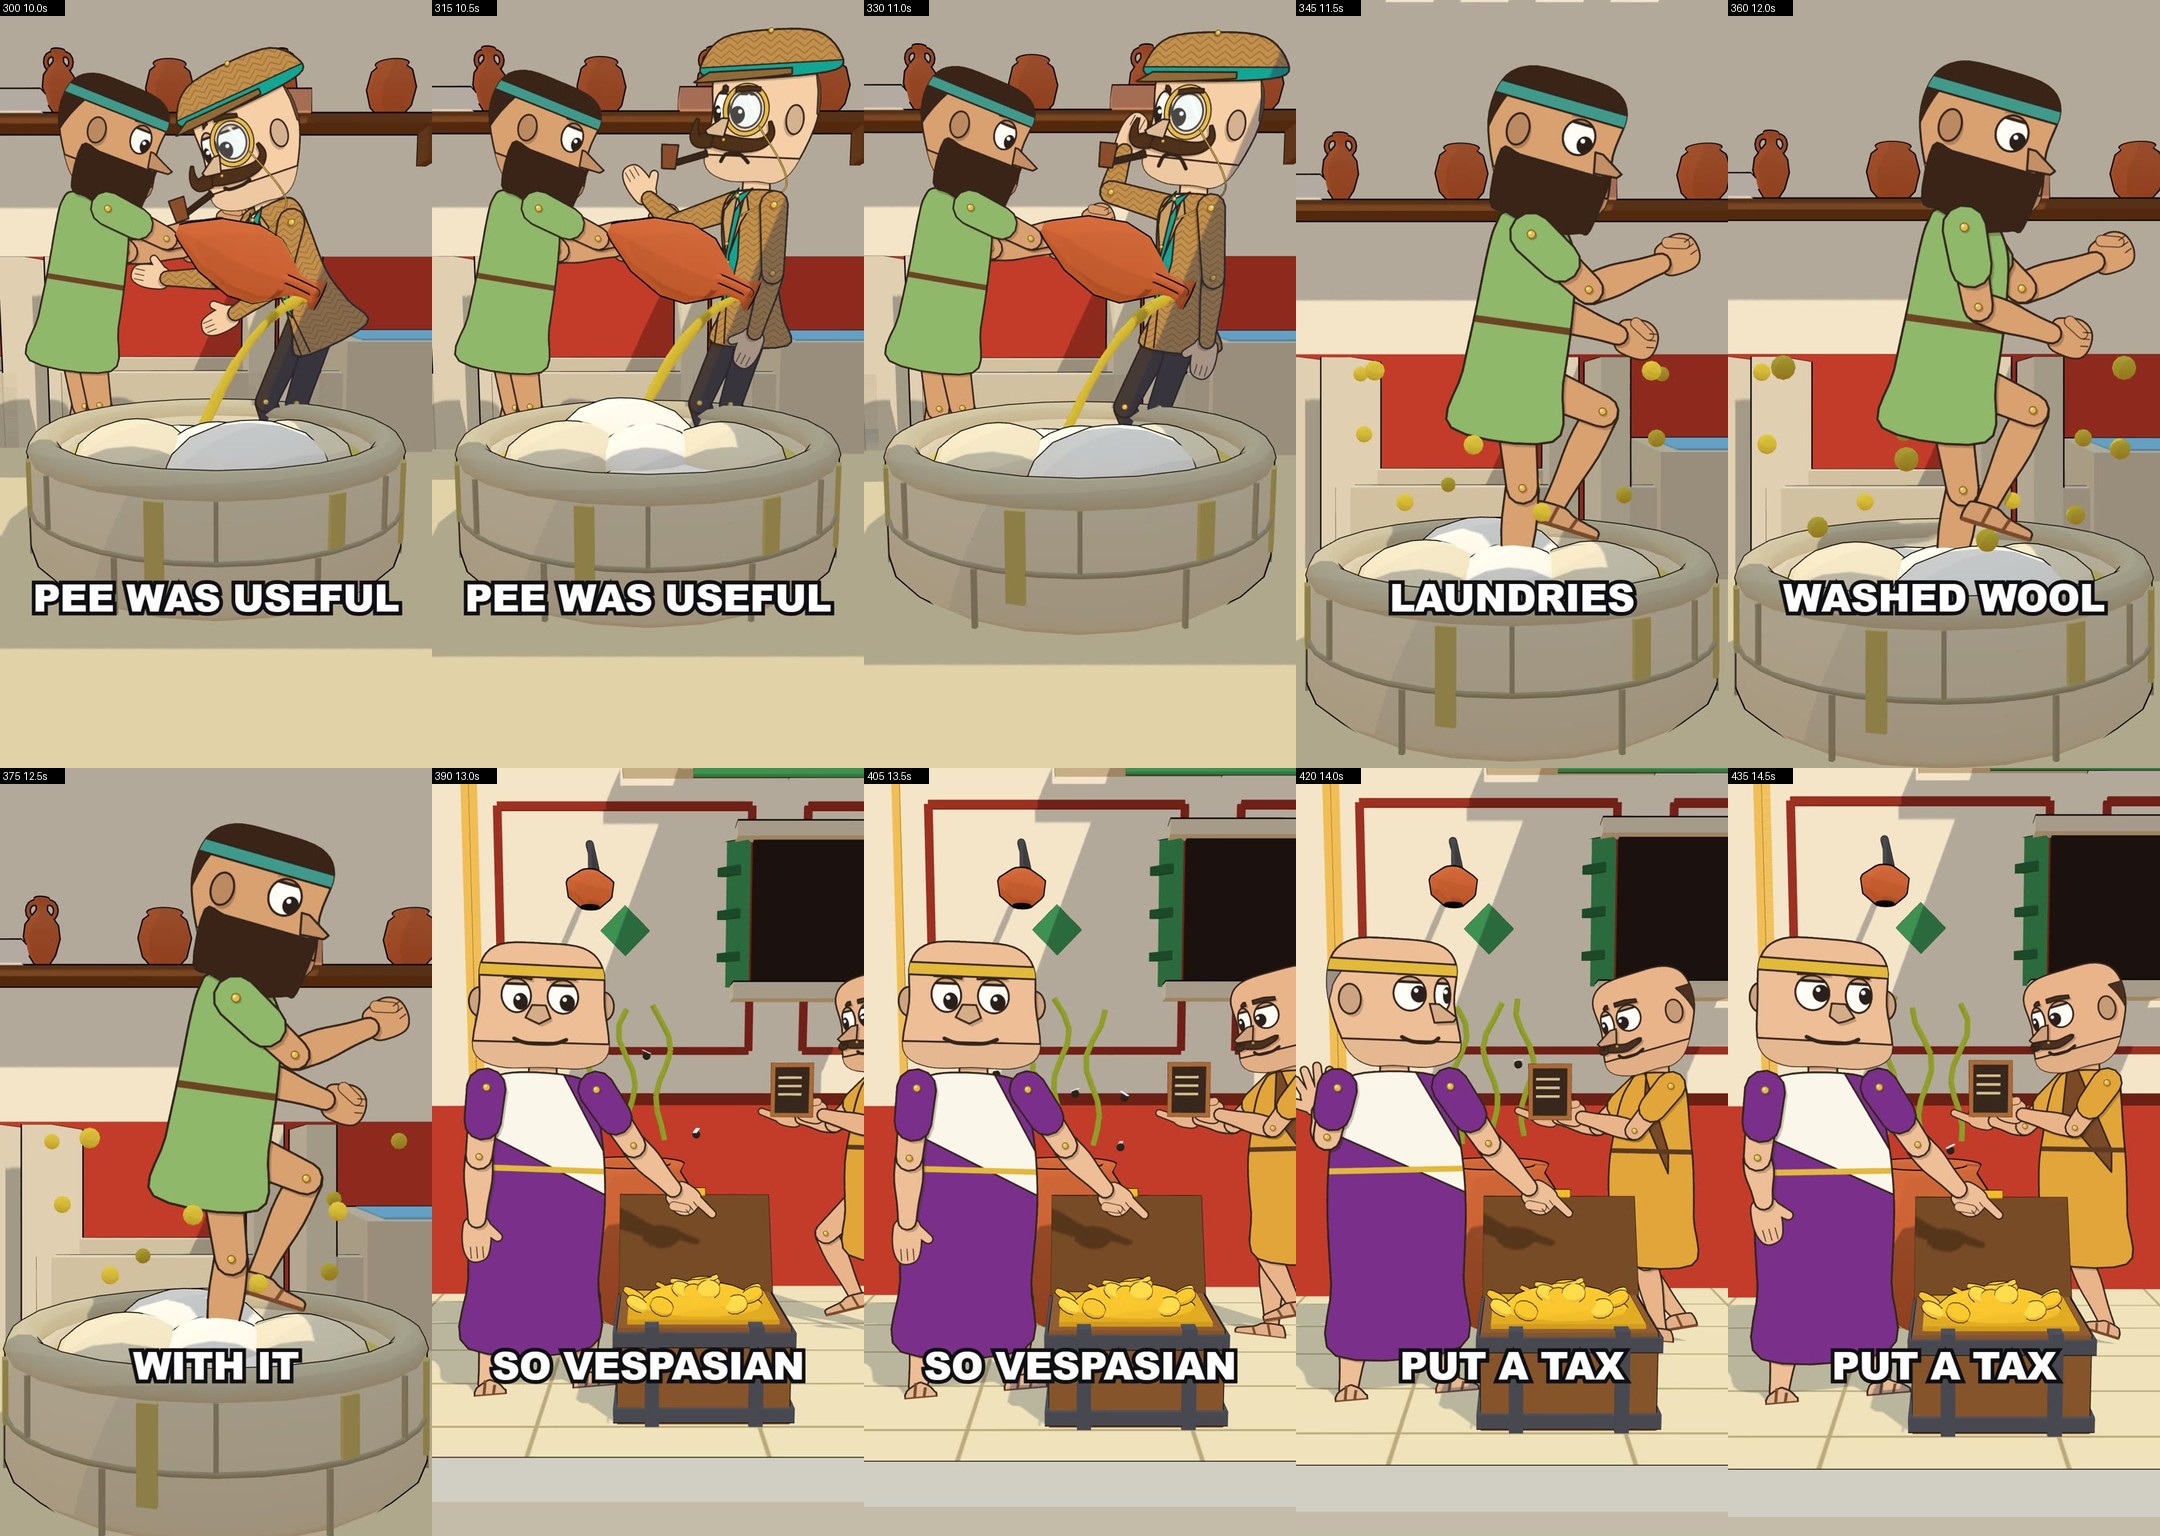 300 10.0s
315 10.5s
330 11.0s
345 11.5s
360 12.0s
PEE WAS USEFUL
PEE WAS USEFUL
LAUNDRIES
WASHED WOOL
375 12.5s
390 13.0s
405 13.5s
420 14.0s
435 14.5s
WITH IT
SO VESPASIAN
SO VESPASIAN
PUT A TAX
PUT A TAX